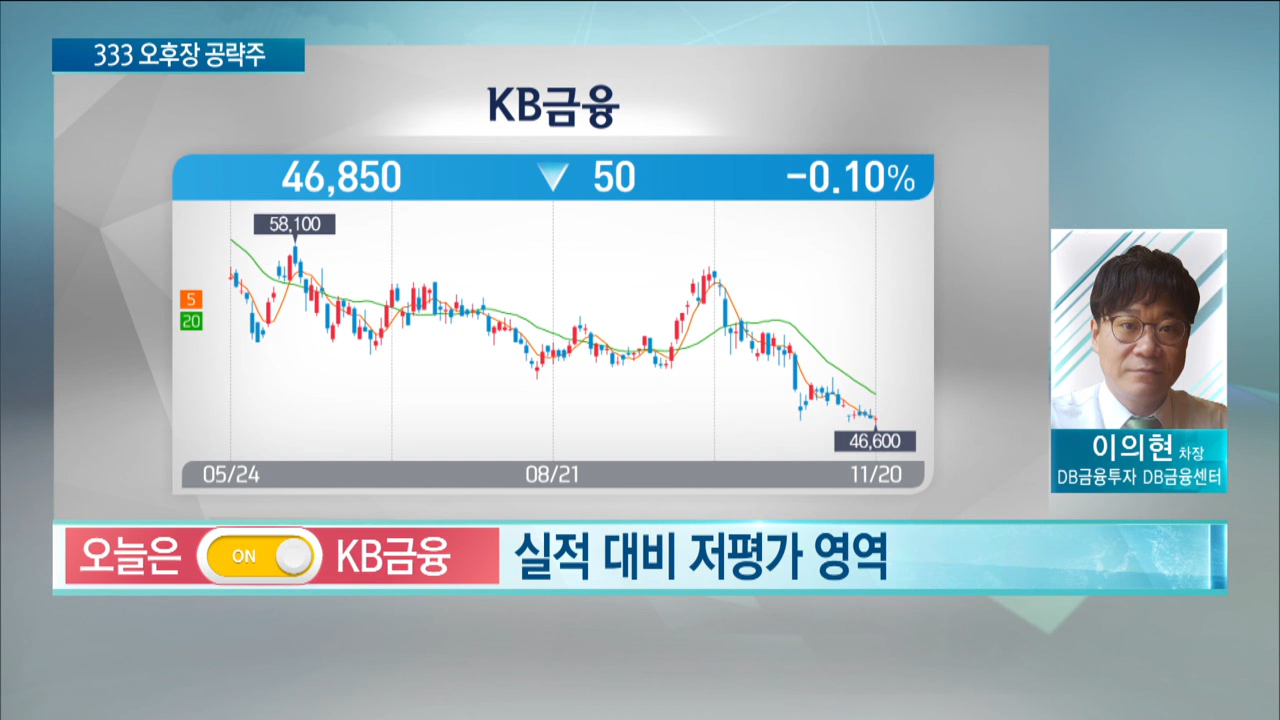 333 오후장 공략주
KB금융
46,850 ▼ 50 -0.10%
58,100
5
20
46,600
05/24 08/21 11/20
이의현 차장
DB금융투자 DB금융센터
오늘은 ON KB금융 실적 대비 저평가 영역